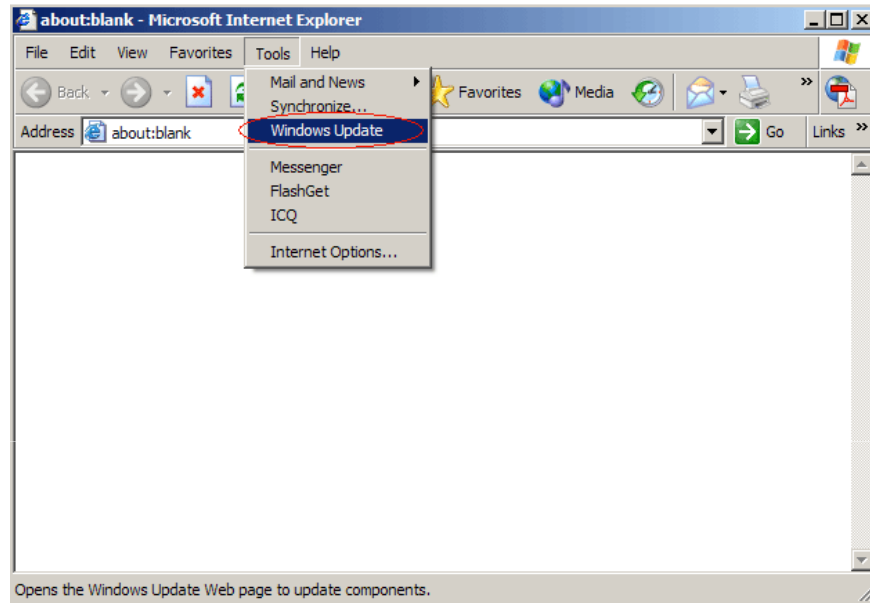 about:blank - Microsoft Internet Explorer
File Edit View Favorites Tools Help
Back Favorites Media »
Address about:blank Go Links »
Mail and News
Synchronize...
Windows Update
Messenger
FlashGet
ICQ
Internet Options...
Opens the Windows Update Web page to update components.